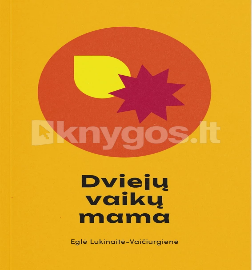 knygos.lt
Dviejų
vaikų
mama
Eglė Lukinaitė-Vaičiurgienė